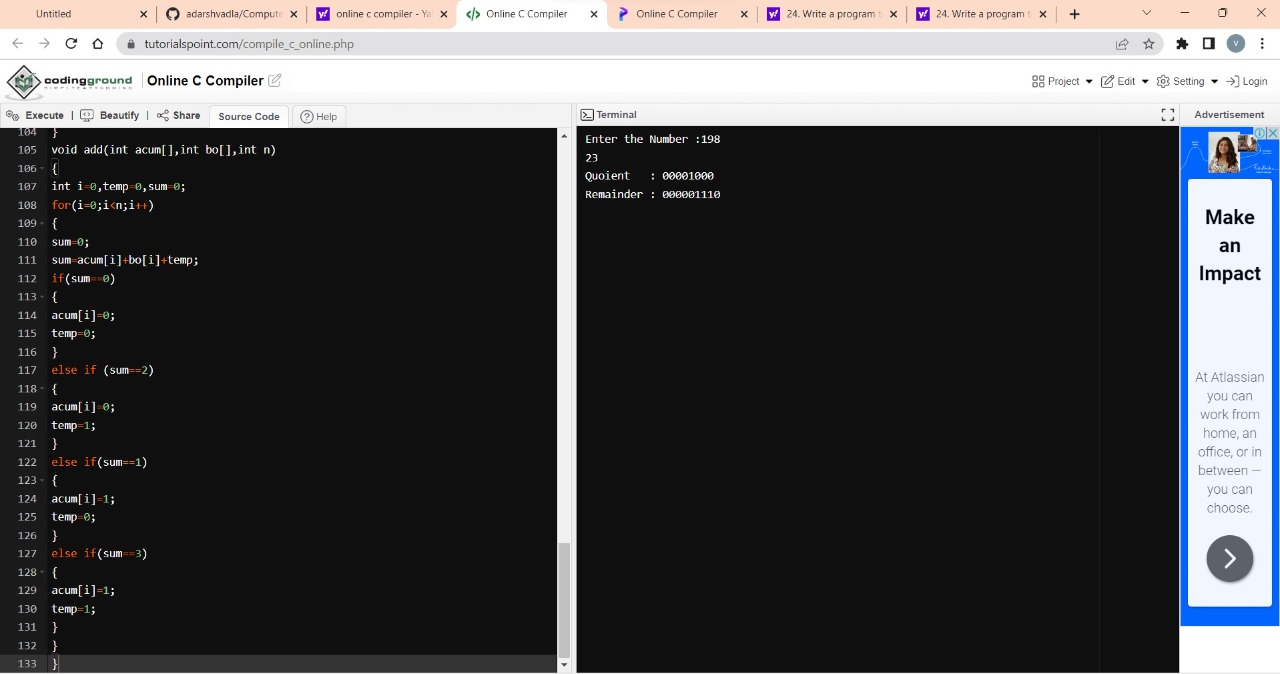 Untitled
adarshvadla/Compute
online c compiler - Ya
Online C Compiler
Online C Compiler
24. Write a program t
24. Write a program t
tutorialspoint.com/compile_c_online.php
V
codingground
SIMPLYEASYCODING
Online C Compiler
Project
Edit
Setting
Login
Execute | Beautify | Share Source Code Help
Terminal
Advertisement
104 }
105 void add(int acum[],int bo[],int n)
106 {
107 int i=0,temp=0,sum=0;
108 for(i=0;i<n;i++)
109 {
110 sum=0;
111 sum=acum[i]+bo[i]+temp;
112 if(sum==0)
113 {
114 acum[i]=0;
115 temp=0;
116 }
117 else if (sum==2)
118 {
119 acum[i]=0;
120 temp=1;
121 }
122 else if(sum==1)
123 {
124 acum[i]=1;
125 temp=0;
126 }
127 else if(sum==3)
128 {
129 acum[i]=1;
130 temp=1;
131 }
132 }
133 }
Enter the Number :198
23
Quoient : 00001000
Remainder : 000001110
Make
an
Impact
At Atlassian
you can
work from
home, an
office, or in
between —
you can
choose.